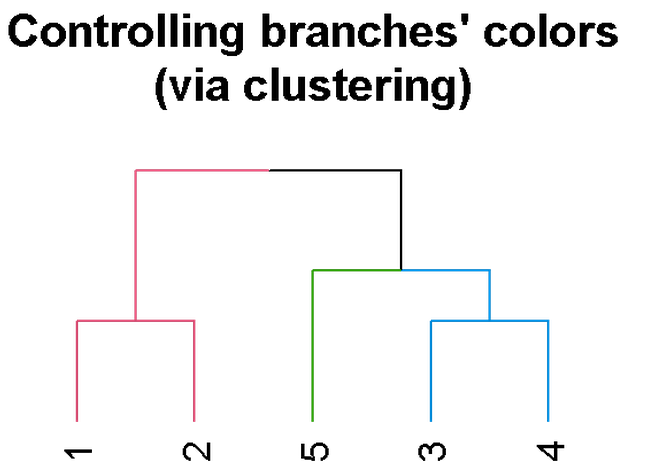 Controlling branches' colors
(via clustering)
1 2 5 3 4